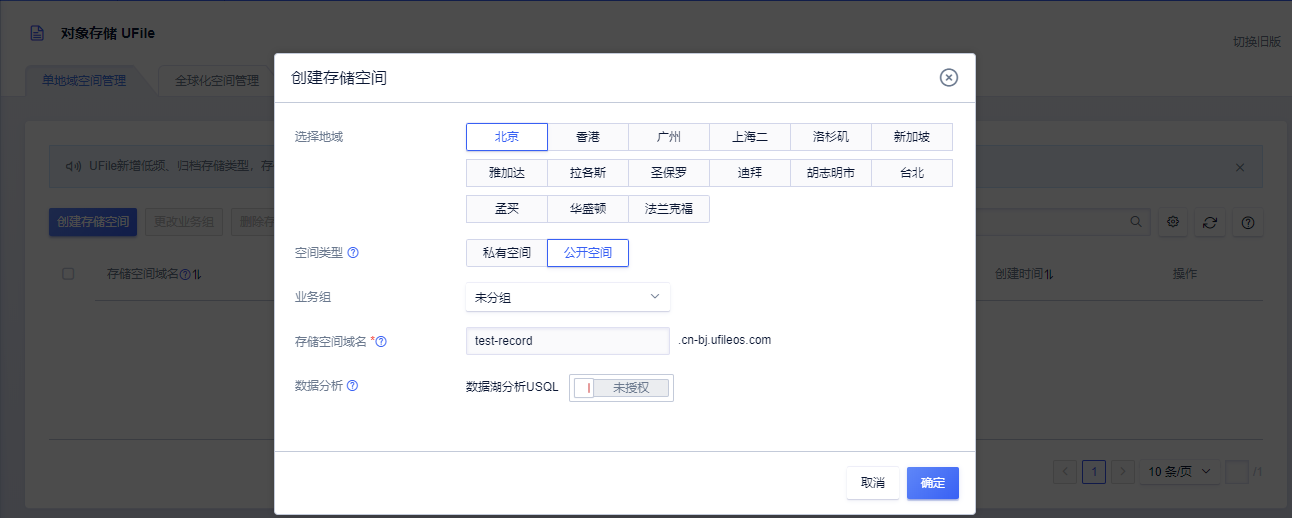 对象存储 UFile
切换旧版
单地域空间管理
全球化空间管理
创建存储空间
选择地域
北京
香港
广州
上海二
洛杉矶
新加坡
雅加达
拉各斯
圣保罗
迪拜
胡志明市
台北
孟买
华盛顿
法兰克福
空间类型
私有空间
公开空间
业务组
未分组
存储空间域名 *
test-record
.cn-bj.ufileos.com
数据分析
数据湖分析USQL
未授权
取消
确定
UFile新增低频、归档存储类型，存
创建存储空间
更改业务组
删除存
存储空间域名
创建时间
操作
1
10 条/页
/1